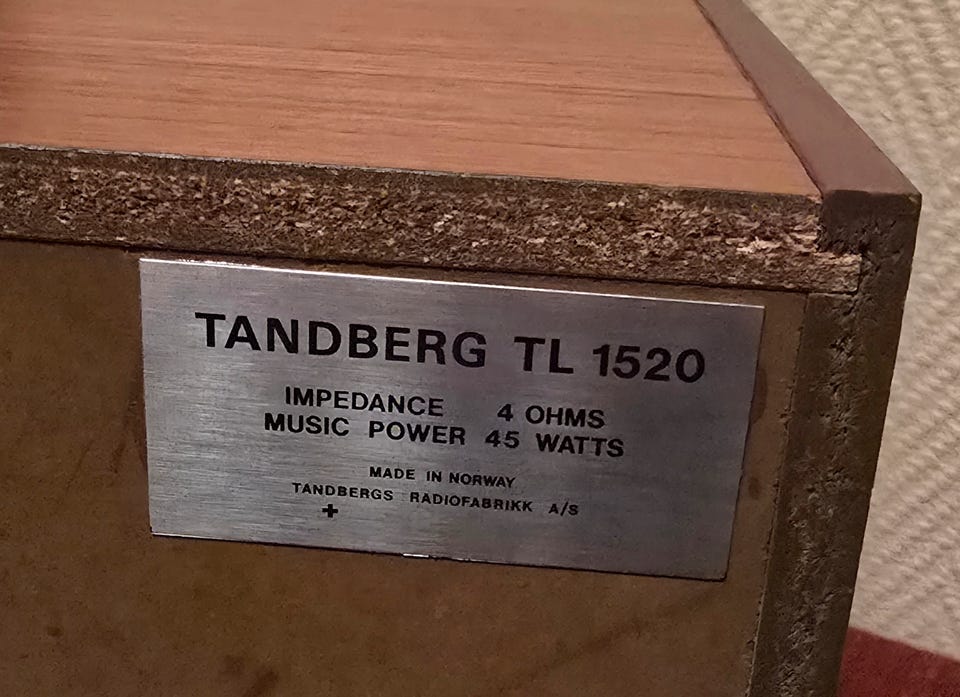 TANDBERG TL 1520
IMPEDANCE 4 OHMS
MUSIC POWER 45 WATTS
MADE IN NORWAY
TANDBERGS RADIOFABRIKK A/S
+